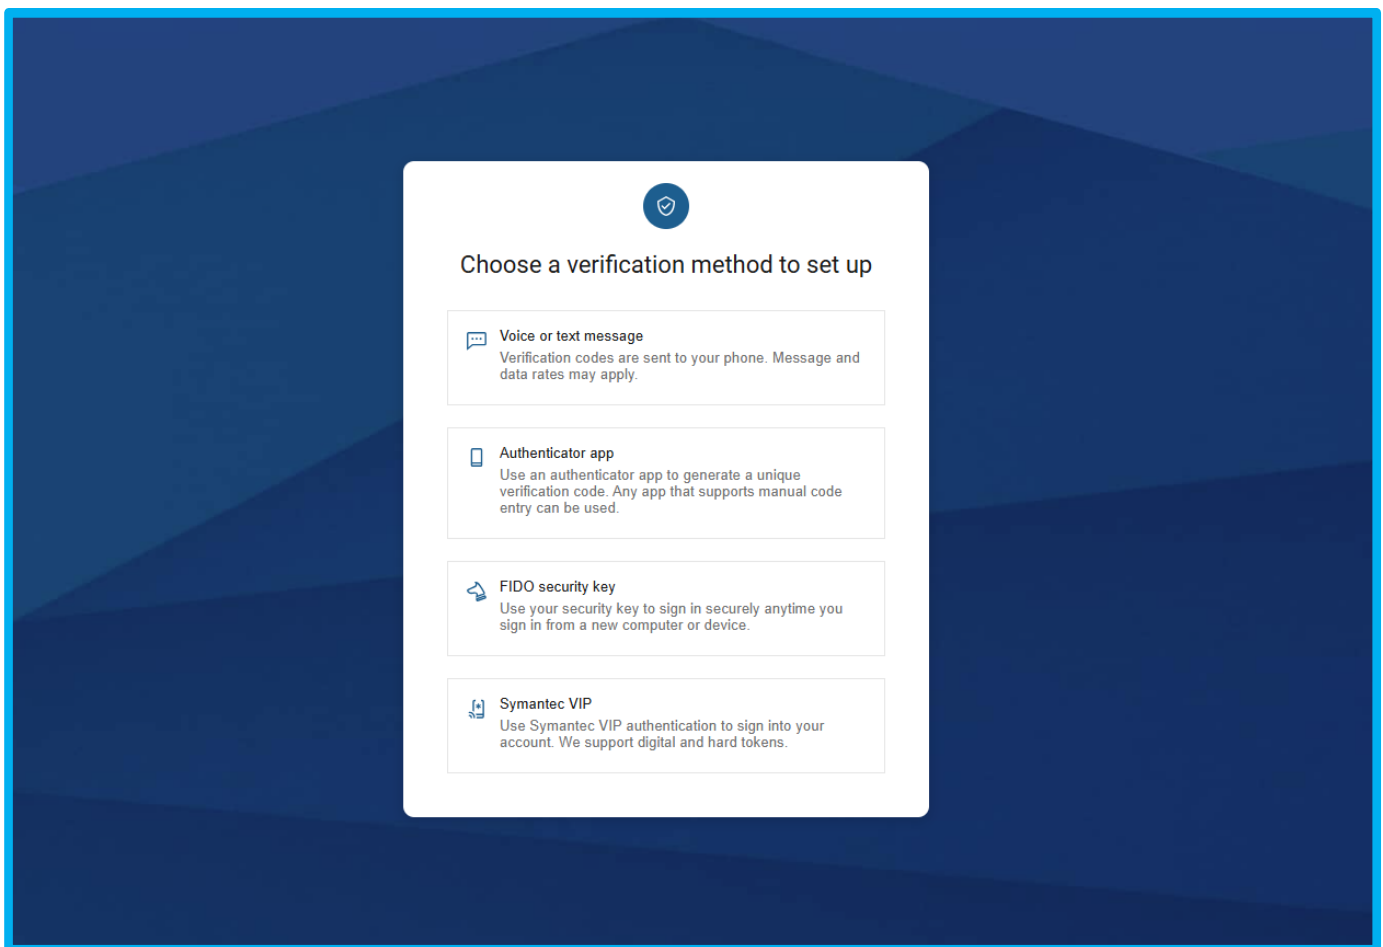 Choose a verification method to set up
Voice or text message
Verification codes are sent to your phone. Message and
data rates may apply.
Authenticator app
Use an authenticator app to generate a unique
verification code. Any app that supports manual code
entry can be used.
FIDO security key
Use your security key to sign in securely anytime you
sign in from a new computer or device.
Symantec VIP
Use Symantec VIP authentication to sign into your
account. We support digital and hard tokens.